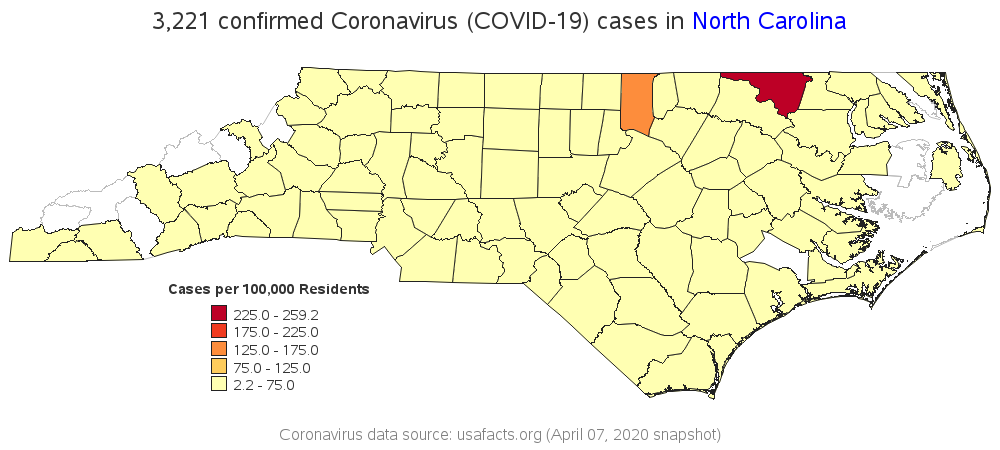 3,221 confirmed Coronavirus (COVID-19) cases in North Carolina
Cases per 100,000 Residents
225.0 - 259.2
175.0 - 225.0
125.0 - 175.0
75.0 - 125.0
2.2 - 75.0
Coronavirus data source: usafacts.org (April 07, 2020 snapshot)